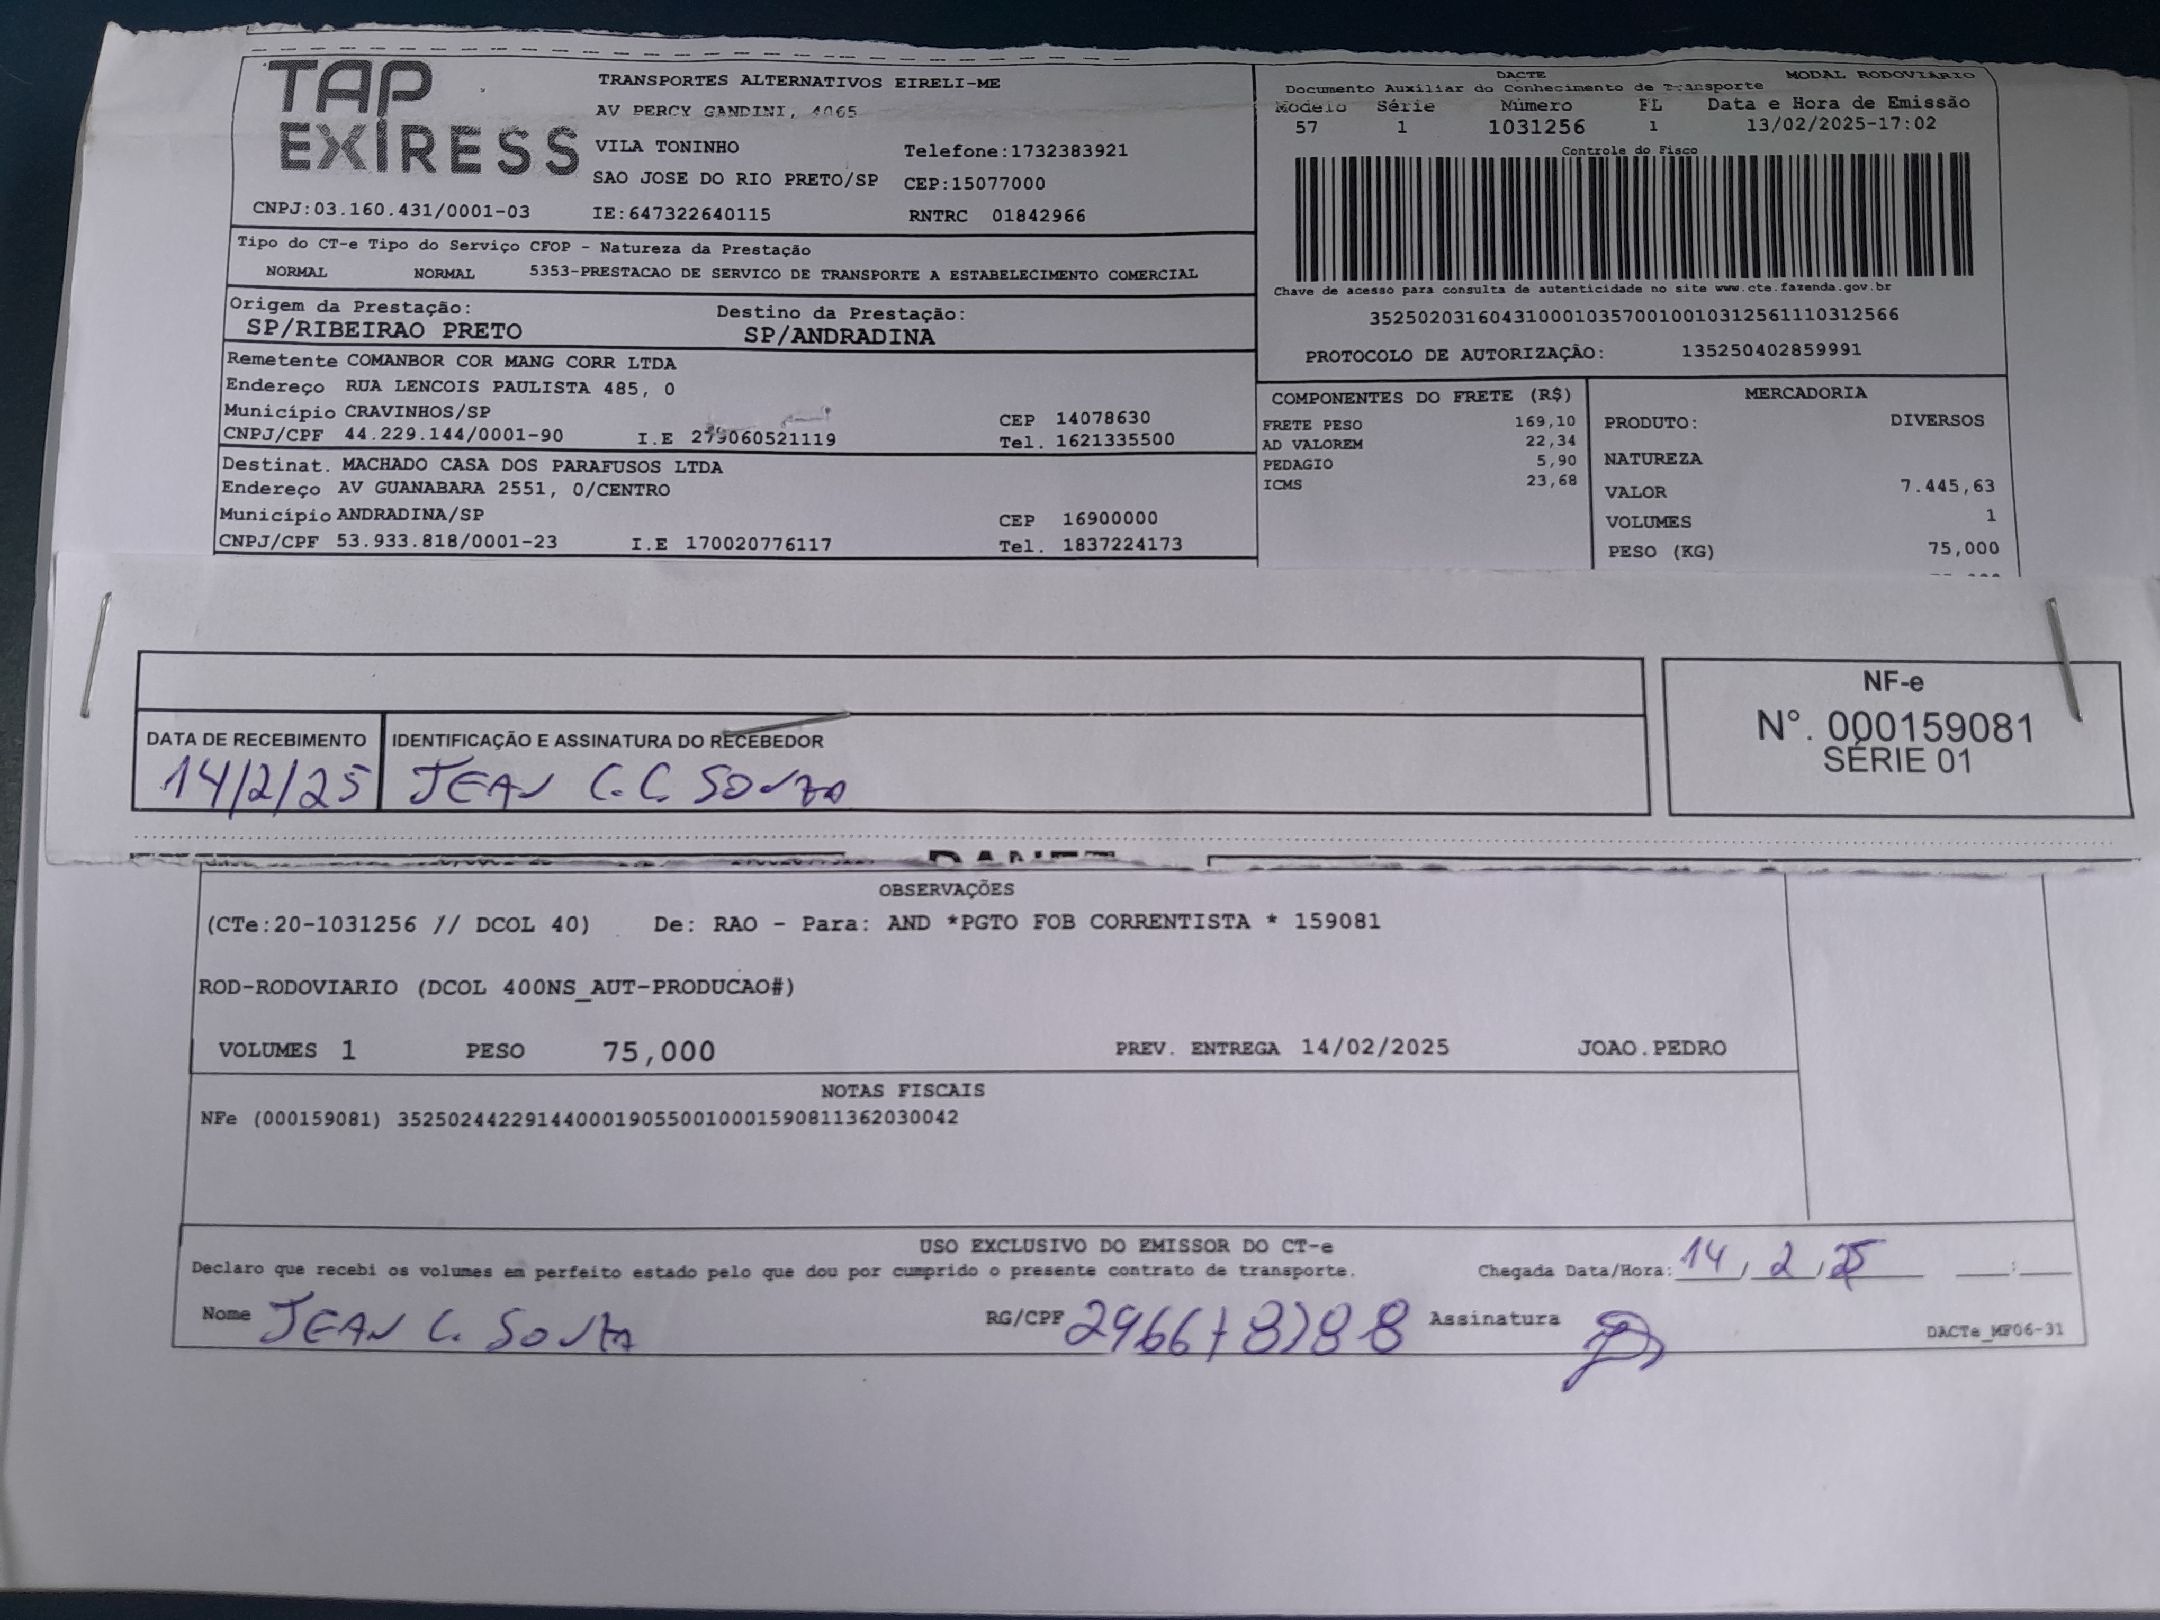 TAP
EXIRESS
TRANSPORTES ALTERNATIVOS EIRELI-ME
AV PERCY GANDINI, 4065
VILA TONINHO Telefone:1732383921
SAO JOSE DO RIO PRETO/SP CEP:15077000
CNPJ:03.160.431/0001-03 IE:647322640115 RNTRC 01842966
DACTE MODAL RODOVIÁRIO
Documento Auxiliar do Conhecimento de Transporte
Modelo Série Número FL Data e Hora de Emissão
57 1 1031256 1 13/02/2025-17:02
Controle do Fisco
Chave de acesso para consulta de autenticidade no site www.cte.fazenda.gov.br
35250203160431000103570010010312561110312566
PROTOCOLO DE AUTORIZAÇÃO: 135250402859991
Tipo do CT-e Tipo do Serviço CFOP - Natureza da Prestação
NORMAL NORMAL 5353-PRESTACAO DE SERVICO DE TRANSPORTE A ESTABELECIMENTO COMERCIAL
Origem da Prestação: Destino da Prestação:
SP/RIBEIRAO PRETO SP/ANDRADINA
Remetente COMANBOR COR MANG CORR LTDA
Endereço RUA LENCOIS PAULISTA 485, 0
Município CRAVINHOS/SP CEP 14078630
CNPJ/CPF 44.229.144/0001-90 I.E 279060521119 Tel. 1621335500
Destinat. MACHADO CASA DOS PARAFUSOS LTDA
Endereço AV GUANABARA 2551, 0/CENTRO
Município ANDRADINA/SP CEP 16900000
CNPJ/CPF 53.933.818/0001-23 I.E 170020776117 Tel. 1837224173
COMPONENTES DO FRETE (R$)
FRETE PESO 169,10
AD VALOREM 22,34
PEDAGIO 5,90
ICMS 23,68
MERCADORIA
PRODUTO: DIVERSOS
NATUREZA
VALOR 7.445,63
VOLUMES 1
PESO (KG) 75,000
DATA DE RECEBIMENTO IDENTIFICAÇÃO E ASSINATURA DO RECEBEDOR
14/2/25 JEAN C.C. SOUZA
NF-e
N°. 000159081
SÉRIE 01
OBSERVAÇÕES
(CTe:20-1031256 // DCOL 40) De: RAO - Para: AND *PGTO FOB CORRENTISTA * 159081
ROD-RODOVIARIO (DCOL 400NS_AUT-PRODUCAO#)
VOLUMES 1 PESO 75,000 PREV. ENTREGA 14/02/2025 JOAO.PEDRO
NOTAS FISCAIS
NFe (000159081) 35250244229144000190550010001590811362030042
USO EXCLUSIVO DO EMISSOR DO CT-e
Declaro que recebi os volumes em perfeito estado pelo que dou por cumprido o presente contrato de transporte. Chegada Data/Hora: 14/2/25
Nome JEAN C. SOUZA RG/CPF Assinatura DACTe_MF06-31